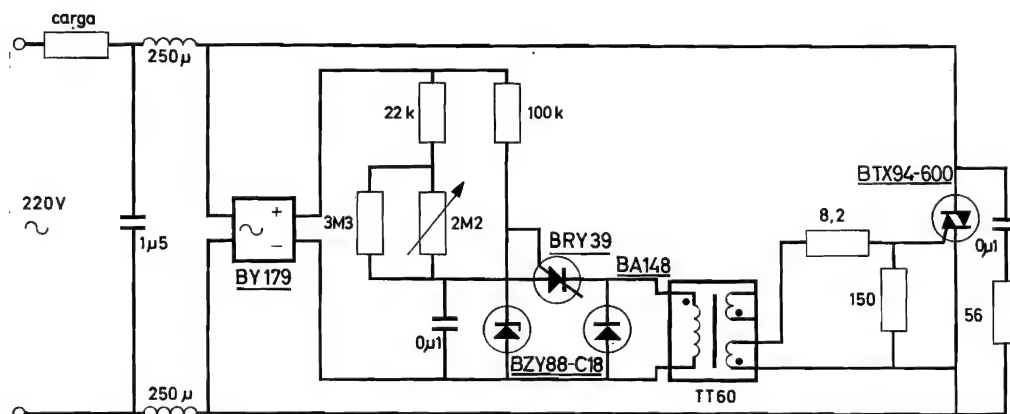 carga
250 µ
22 k
100 k
BTX94-600
220V
3M3
2M2
8,2
1µ5
+
−
BY179
BRY39
BA148
0µ1
0µ1
150
56
BZY88-C18
TT60
250 µ